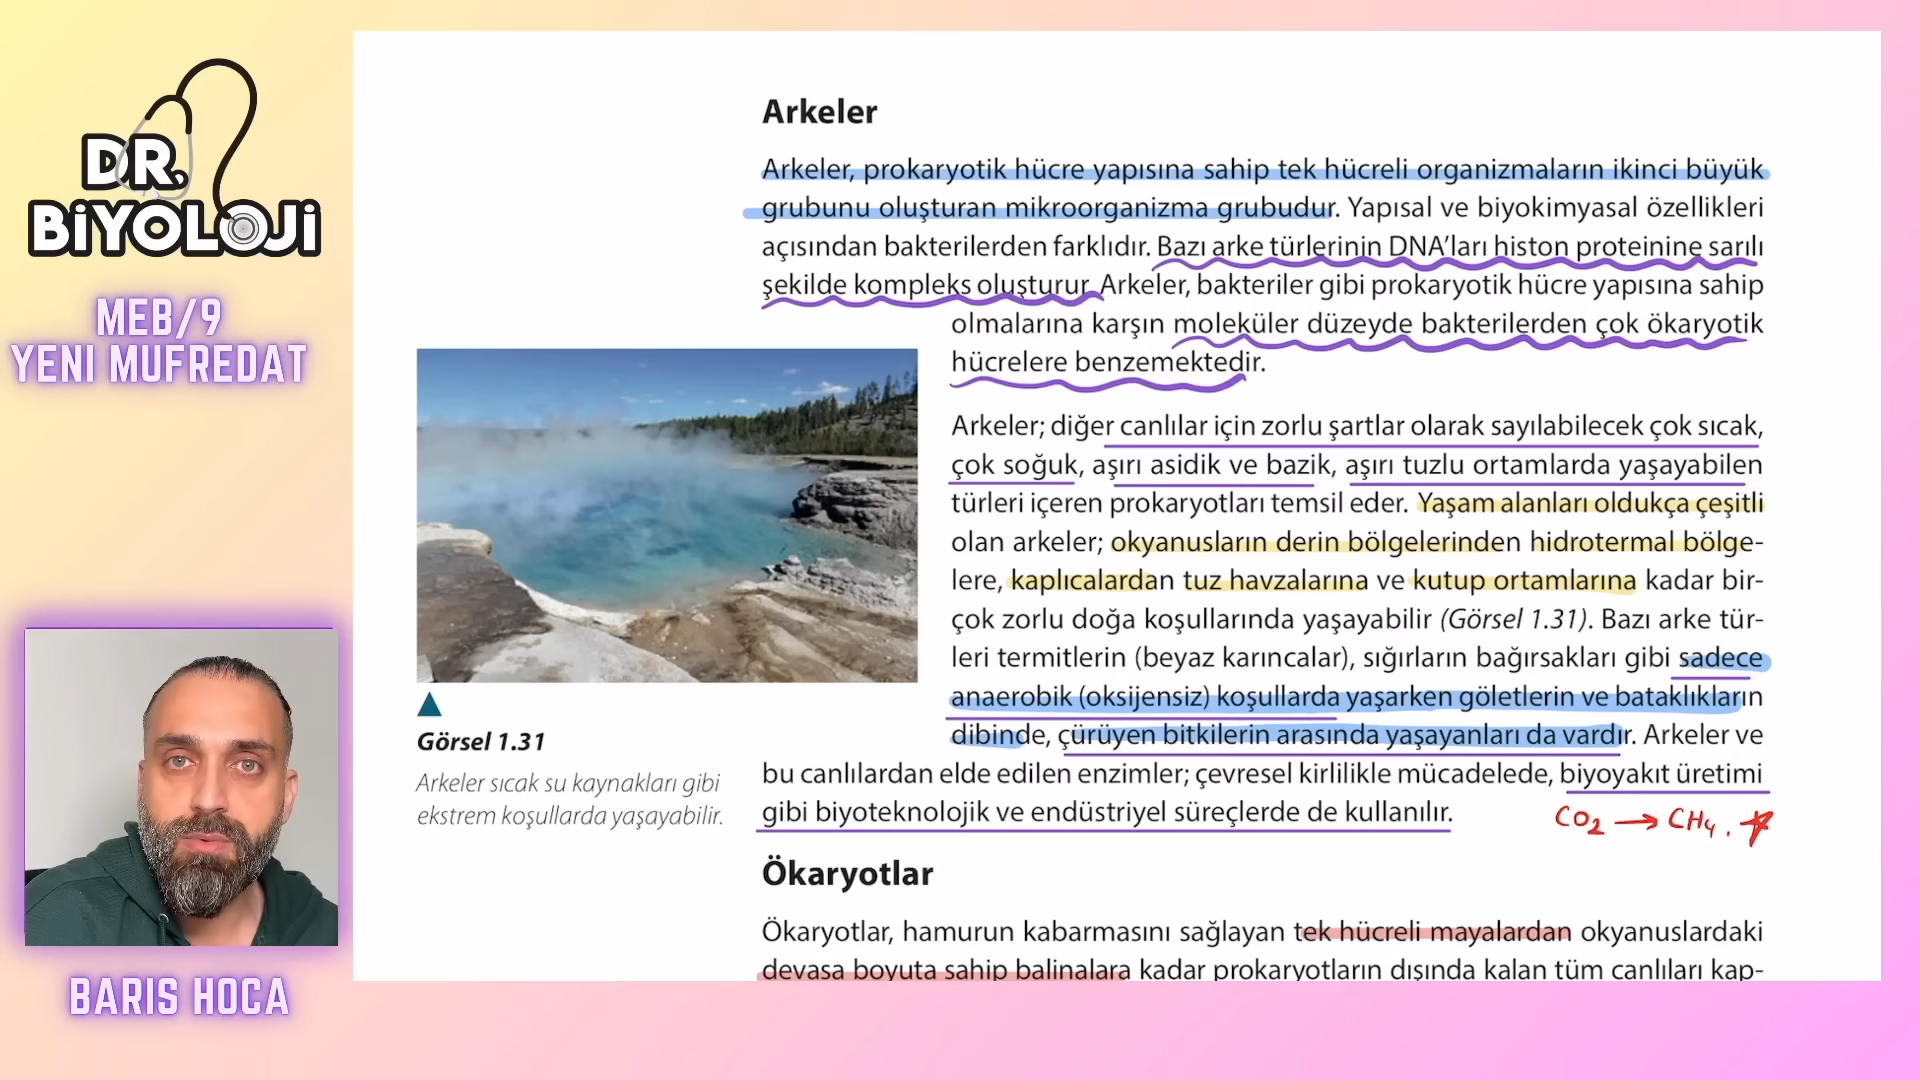 DR.
BiYOLOJi
MEB/9
YENI MUFREDAT
BARIS HOCA
Arkeler
Arkeler, prokaryotik hücre yapısına sahip tek hücreli organizmaların ikinci büyük
grubunu oluşturan mikroorganizma grubudur. Yapısal ve biyokimyasal özellikleri
açısından bakterilerden farklıdır. Bazı arke türlerinin DNA’ları histon proteinine sarılı
şekilde kompleks oluşturur. Arkeler, bakteriler gibi prokaryotik hücre yapısına sahip
olmalarına karşın moleküler düzeyde bakterilerden çok ökaryotik
hücrelere benzemektedir.
Arkeler; diğer canlılar için zorlu şartlar olarak sayılabilecek çok sıcak,
çok soğuk, aşırı asidik ve bazik, aşırı tuzlu ortamlarda yaşayabilen
türleri içeren prokaryotları temsil eder. Yaşam alanları oldukça çeşitli
olan arkeler; okyanusların derin bölgelerinden hidrotermal bölge-
lere, kaplıcalardan tuz havzalarına ve kutup ortamlarına kadar bir-
çok zorlu doğa koşullarında yaşayabilir (Görsel 1.31). Bazı arke tür-
leri termitlerin (beyaz karıncalar), sığırların bağırsakları gibi sadece
anaerobik (oksijensiz) koşullarda yaşarken göletlerin ve bataklıkların
dibinde, çürüyen bitkilerin arasında yaşayanları da vardır. Arkeler ve
bu canlılardan elde edilen enzimler; çevresel kirlilikle mücadelede, biyoyakıt üretimi
gibi biyoteknolojik ve endüstriyel süreçlerde de kullanılır.
CO2 → CH4.
Görsel 1.31
Arkeler sıcak su kaynakları gibi
ekstrem koşullarda yaşayabilir.
Ökaryotlar
Ökaryotlar, hamurun kabarmasını sağlayan tek hücreli mayalardan okyanuslardaki
devasa boyuta sahip balinalara kadar prokaryotların dışında kalan tüm canlıları kap-